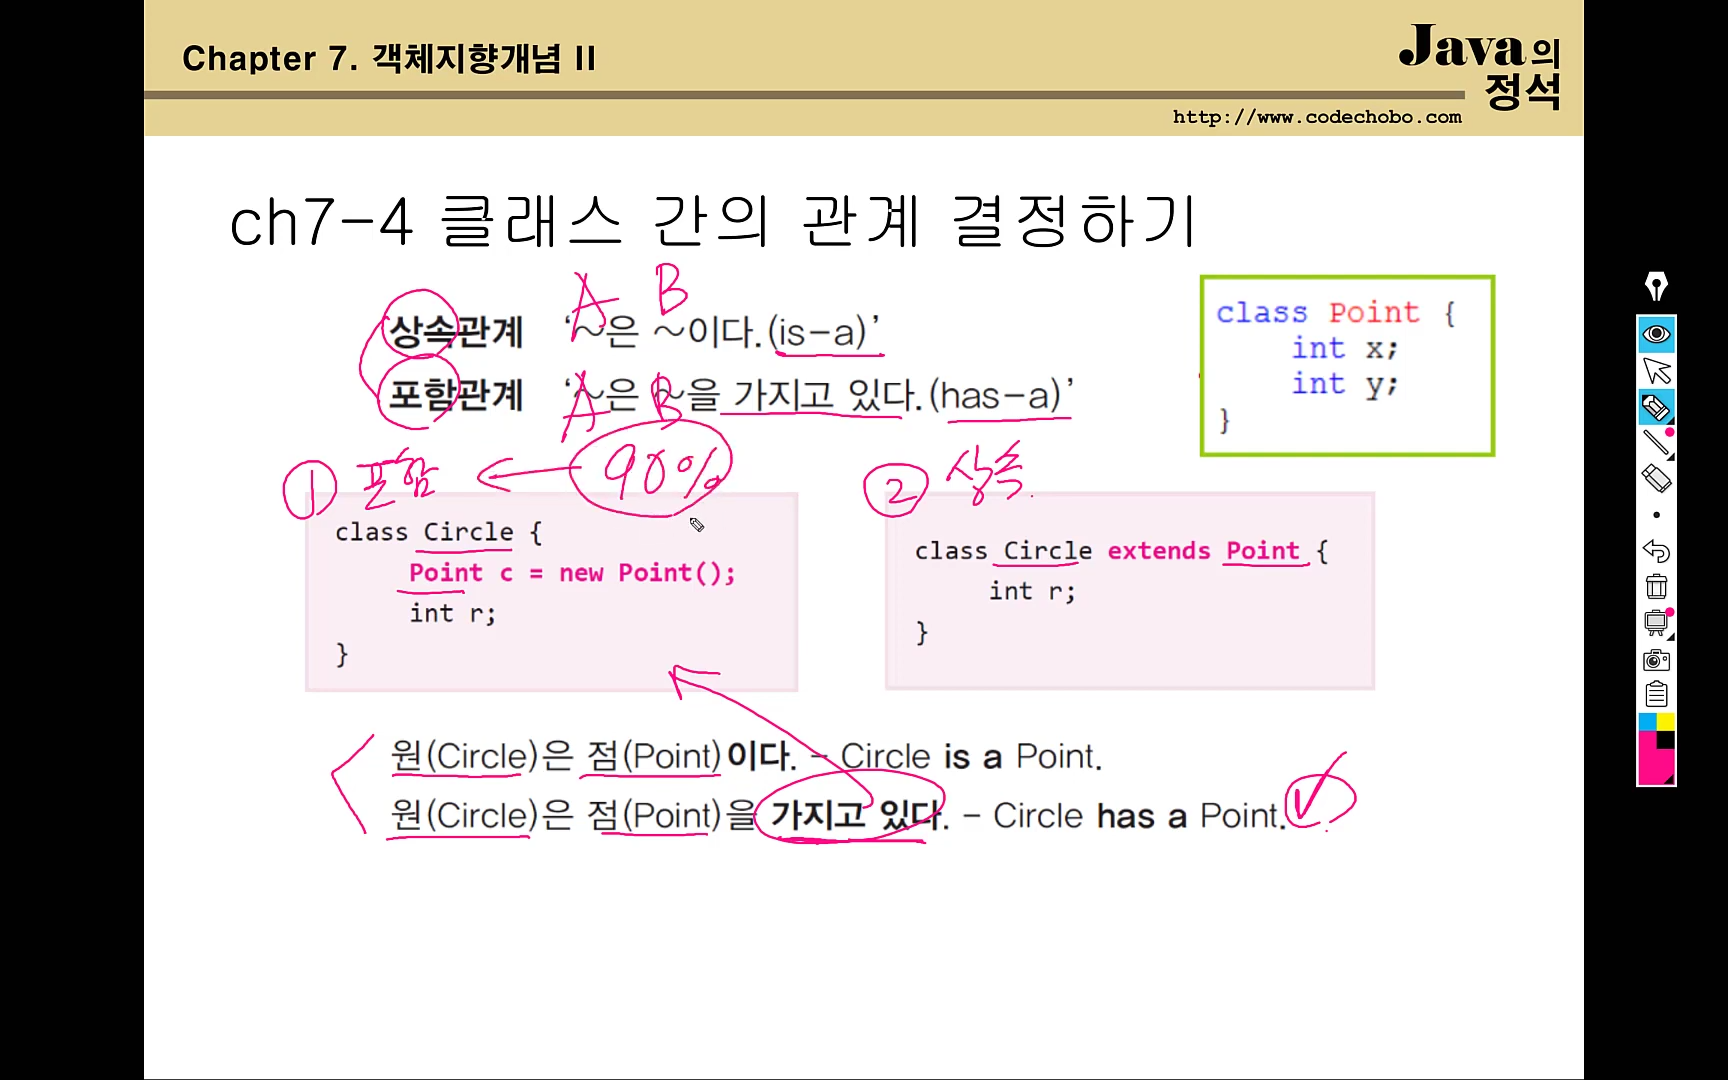 Chapter 7. 객체지향개념 II
Java의
정석
http://www.codechobo.com
ch7-4 클래스 간의 관계 결정하기
A B
상속관계 ‘~은 ~이다.(is-a)’
포함관계 ‘~은 ~을 가지고 있다.(has-a)’
A B
class Point {
int x;
int y;
}
① 포함 90%
class Circle {
Point c = new Point();
int r;
}
② 상속
class Circle extends Point {
int r;
}
원(Circle)은 점(Point)이다. - Circle is a Point.
원(Circle)은 점(Point)을 가지고 있다. - Circle has a Point.